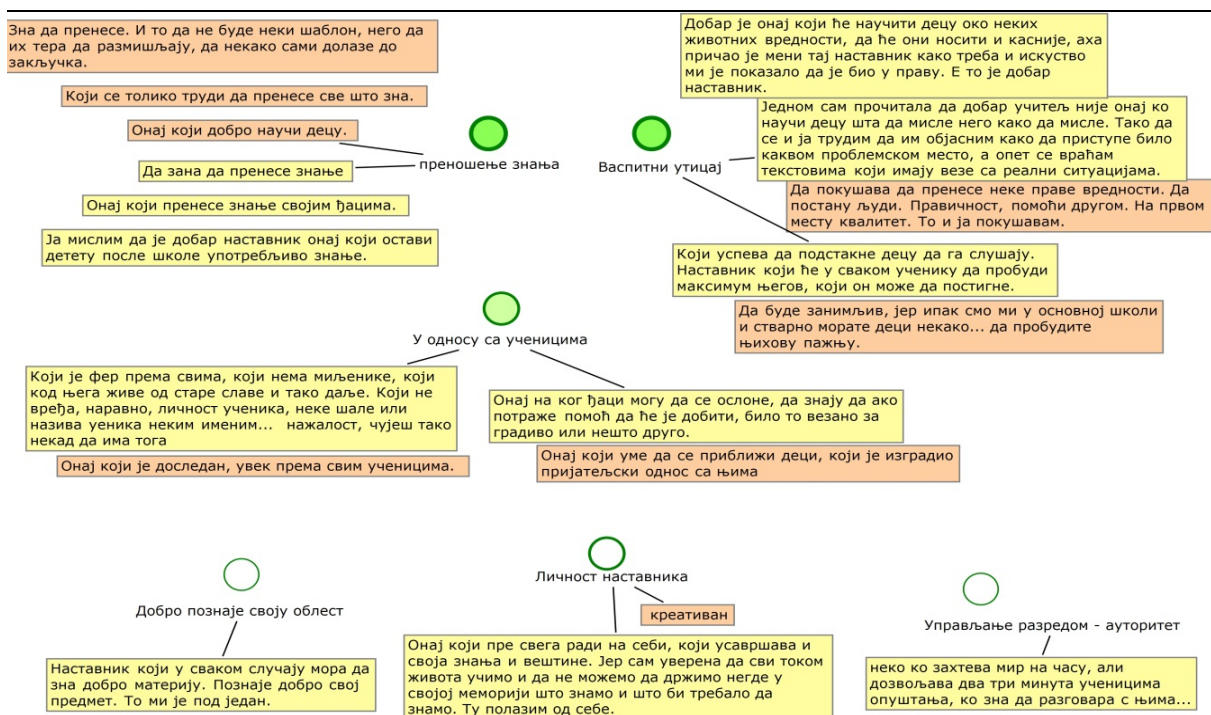 Зна да пренесе. И то да не буде неки шаблон, него да
их тера да размишљају, да некако сами долазе до
закључка.
Који се толико труди да пренесе све што зна.
Онај који добро научи децу.
Да зана да пренесе знање
Онај који пренесе знање својим ђацима.
Ја мислим да је добар наставник онај који остави
детету после школе употребљиво знање.
преношење знања
Добар је онај који ће научити децу око неких
животних вредности, да ће они носити и касније, аха
причао је мени тај наставник како треба и искуство
ми је показало да је био у праву. Е то је добар
наставник.
Једном сам прочитала да добар учитељ није онај ко
научи децу шта да мисле него како да мисле. Тако да
се и ја трудим да им објасним како да приступе било
каквом проблемском место, а опет се враћам
текстовима који имају везе са реални ситуацијама.
Васпитни утицај
Да покушава да пренесе неке праве вредности. Да
постану људи. Правичност, помоћи другом. На првом
месту квалитет. То и ја покушавам.
Који успева да подстакне децу да га слушају.
Наставник који ће у сваком ученику да пробуди
максимум његов, који он може да постигне.
Да буде занимљив, јер ипак смо ми у основној школи
и стварно морате деци некако... да пробудите
њихову пажњу.
У односу са ученицима
Који је фер према свима, који нема миљенике, који
код њега живе од старе славе и тако даље. Који не
вређа, наравно, личност ученика, неке шале или
назива уеника неким именим... нажалост, чујеш тако
некад да има тога
Онај који је доследан, увек према свим ученицима.
Онај на ког ђаци могу да се ослоне, да знају да ако
потраже помоћ да ће је добити, било то везано за
градиво или нешто друго.
Онај који уме да се приближи деци, који је изградио
пријатељски однос са њима
Добро познаје своју облест
Наставник који у сваком случају мора да
зна добро материју. Познаје добро свој
предмет. То ми је под један.
Личност наставника
креативан
Онај који пре свега ради на себи, који усавршава и
своја знања и вештине. Јер сам уверена да сви током
живота учимо и да не можемо да држимо негде у
својој меморији што знамо и што би требало да
знамо. Ту полазим од себе.
Управљање разредом - ауторитет
неко ко захтева мир на часу, али
дозвољава два три минута ученицима
опуштања, ко зна да разговара с њима...